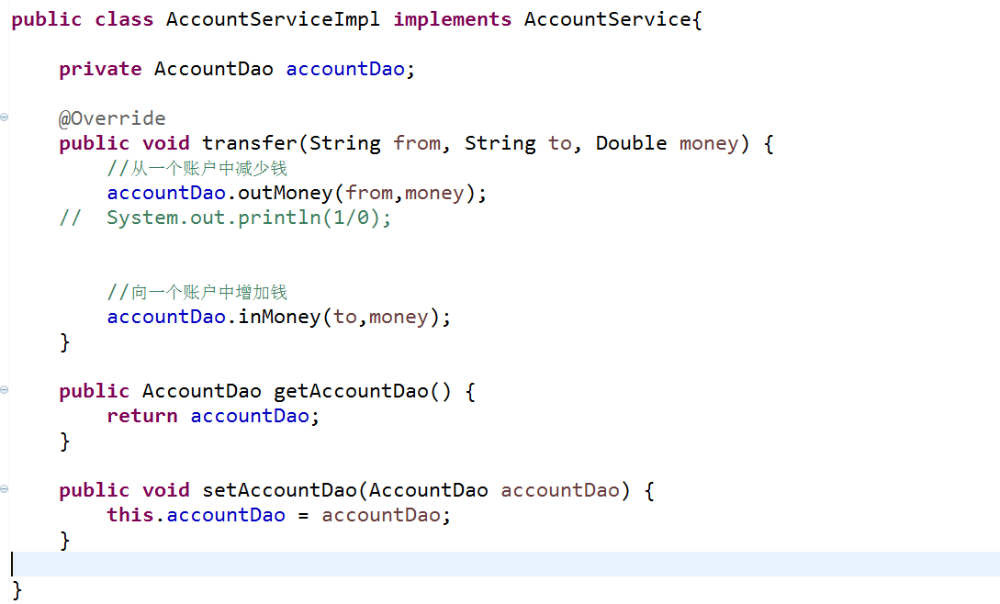 public class AccountServiceImpl implements AccountService{
private AccountDao accountDao;
@Override
public void transfer(String from, String to, Double money) {
//从一个账户中减少钱
accountDao.outMoney(from,money);
//  System.out.println(1/0);
//向一个账户中增加钱
accountDao.inMoney(to,money);
}
public AccountDao getAccountDao() {
return accountDao;
}
public void setAccountDao(AccountDao accountDao) {
this.accountDao = accountDao;
}
}